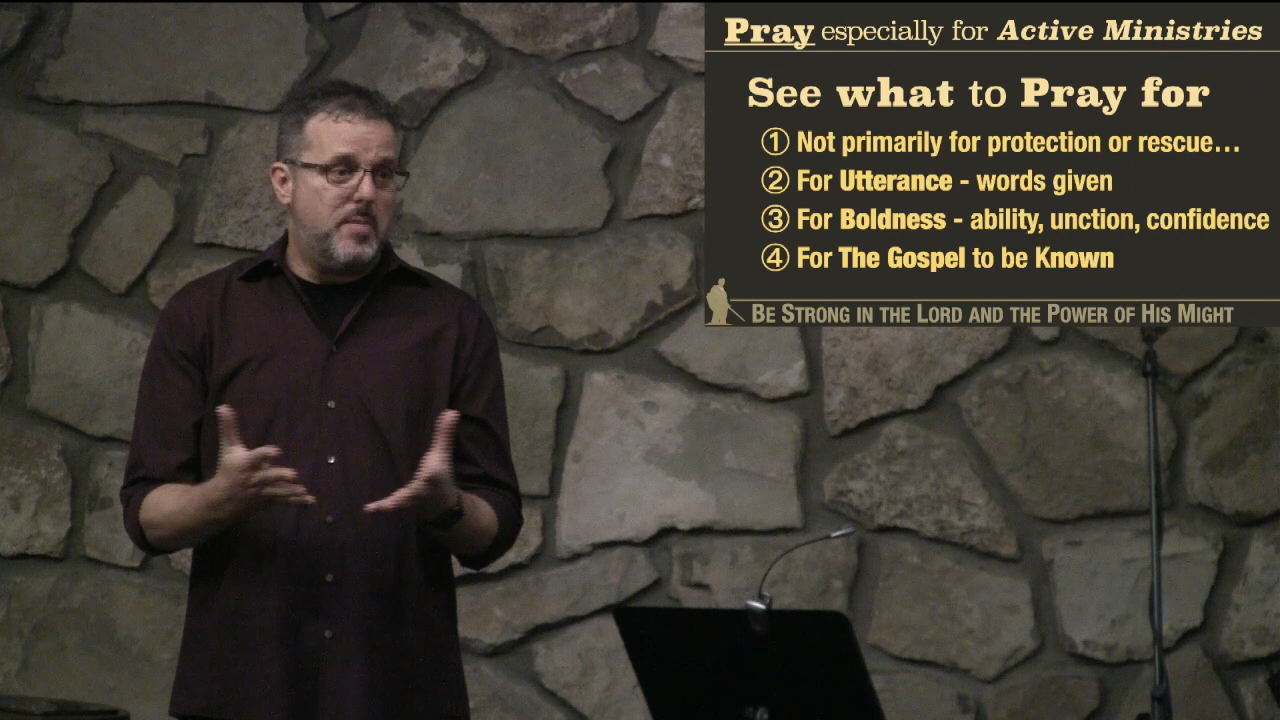 Pray especially for Active Ministries
See what to Pray for
① Not primarily for protection or rescue...
② For Utterance - words given
③ For Boldness - ability, unction, confidence
④ For The Gospel to be Known
Be Strong in the Lord and the Power of His Might